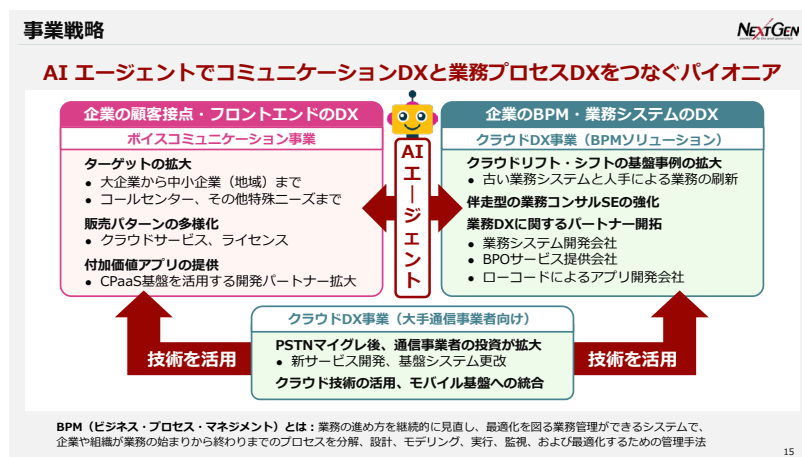 事業戦略
NEXTGEN
AI エージェントでコミュニケーションDXと業務プロセスDXをつなぐパイオニア
企業の顧客接点・フロントエンドのDX
ボイスコミュニケーション事業
ターゲットの拡大
● 大企業から中小企業（地域）まで
● コールセンター、その他特殊ニーズまで
販売パターンの多様化
● クラウドサービス、ライセンス
付加価値アプリの提供
● CPaaS基盤を活用する開発パートナー拡大
AIエージェント
企業のBPM・業務システムのDX
クラウドDX事業（BPMソリューション）
クラウドリフト・シフトの基盤事例の拡大
● 古い業務システムと人手による業務の刷新
伴走型の業務コンサルSEの強化
業務DXに関するパートナー開拓
● 業務システム開発会社
● BPOサービス提供会社
● ローコードによるアプリ開発会社
クラウドDX事業（大手通信事業者向け）
PSTNマイグレ後、通信事業者の投資が拡大
● 新サービス開発、基盤システム更改
クラウド技術の活用、モバイル基盤への統合
技術を活用
技術を活用
BPM（ビジネス・プロセス・マネジメント）とは：業務の進め方を継続的に見直し、最適化を図る業務管理ができるシステムで、
企業や組織が業務の始まりから終わりまでのプロセスを分解、設計、モデリング、実行、監視、および最適化するための管理手法
15